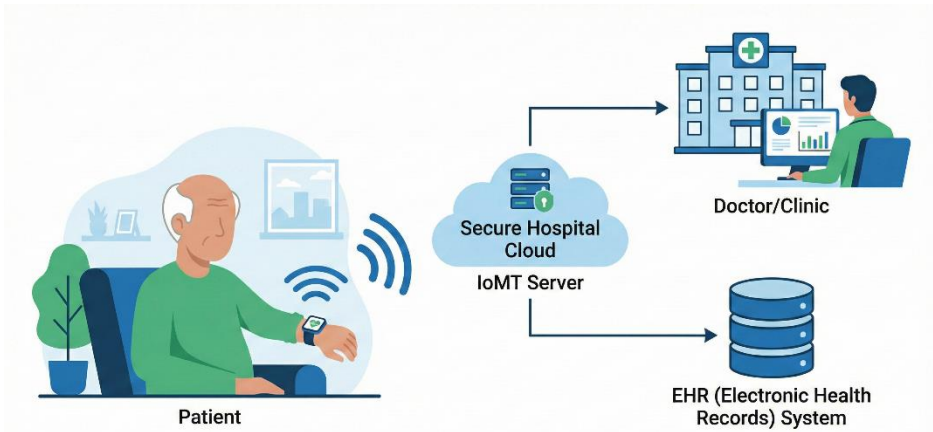 Patient
Secure Hospital
Cloud
IoMT Server
Doctor/Clinic
EHR (Electronic Health
Records) System